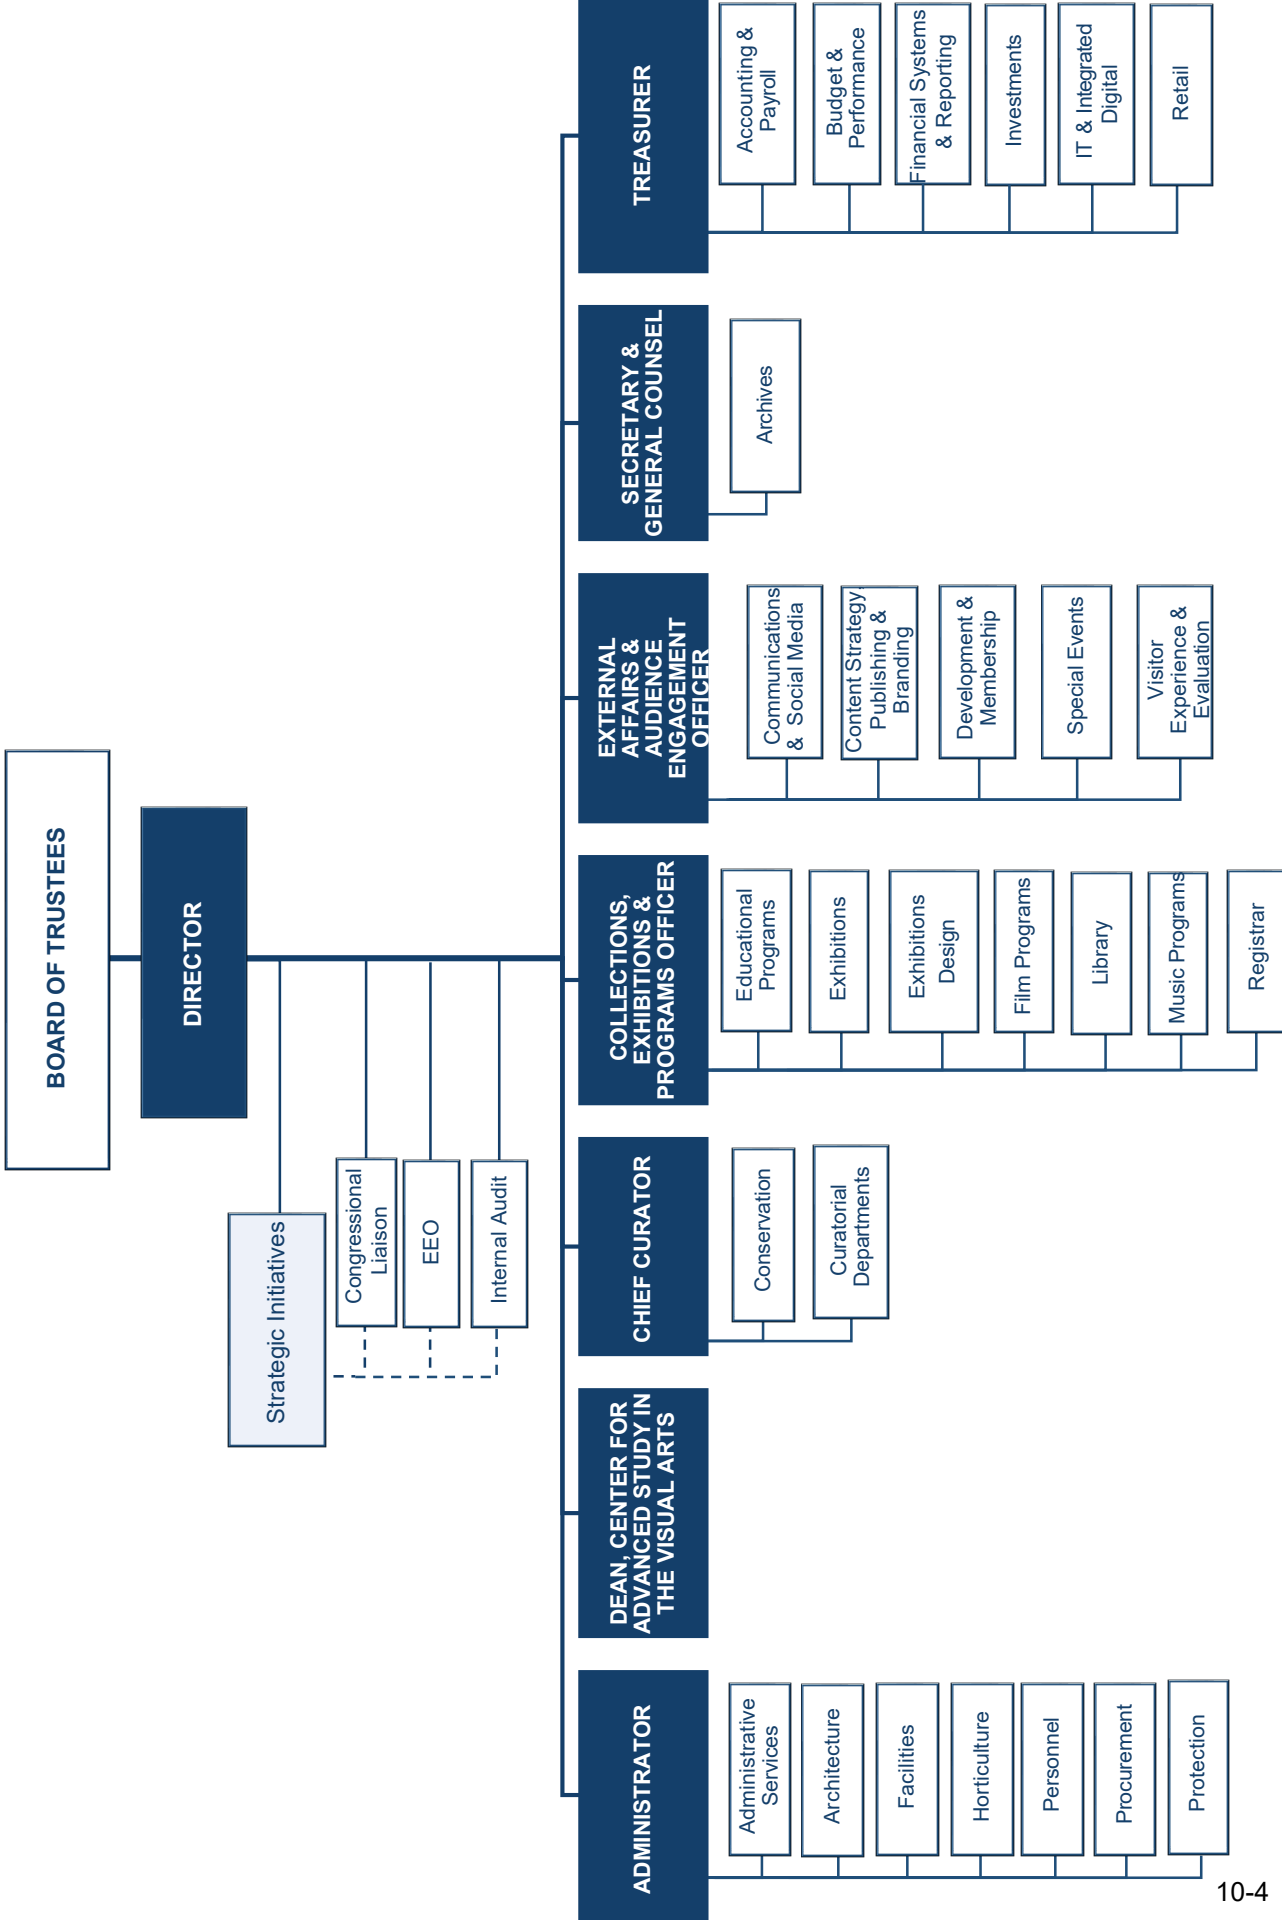 BOARD OF TRUSTEES
DIRECTOR
Strategic Initiatives
Congressional
Liaison
EEO
Internal Audit
ADMINISTRATOR
Administrative
Services
Architecture
Facilities
Horticulture
Personnel
Procurement
Protection
DEAN, CENTER FOR
ADVANCED STUDY IN
THE VISUAL ARTS
CHIEF CURATOR
Conservation
Curatorial
Departments
COLLECTIONS,
EXHIBITIONS &
PROGRAMS OFFICER
Educational
Programs
Exhibitions
Exhibitions
Design
Film Programs
Library
Music Programs
Registrar
EXTERNAL
AFFAIRS &
AUDIENCE
ENGAGEMENT
OFFICER
Communications
& Social Media
Content Strategy,
Publishing &
Branding
Development &
Membership
Special Events
Visitor
Experience &
Evaluation
SECRETARY &
GENERAL COUNSEL
Archives
TREASURER
Accounting &
Payroll
Budget &
Performance
Financial Systems
& Reporting
Investments
IT & Integrated
Digital
Retail
10-4